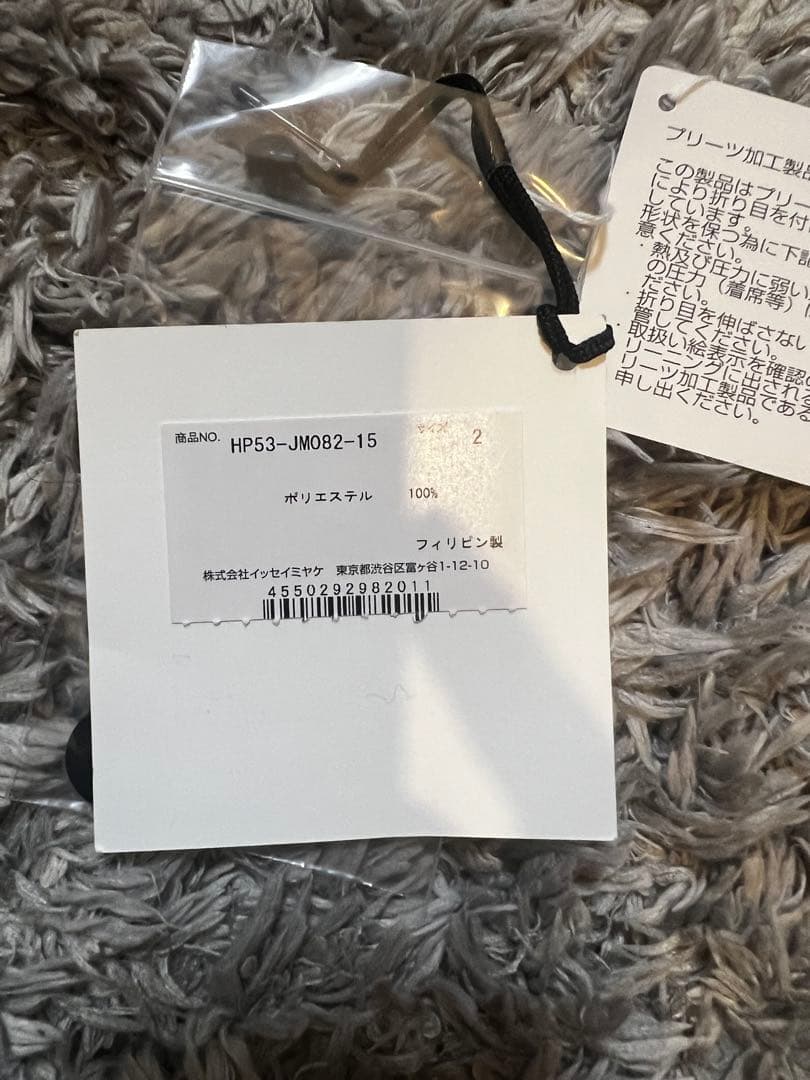 商品NO. HP53-JM082-15 サイズ 2
ポリエステル 100%
フィリピン製
株式会社イッセイミヤケ 東京都渋谷区富ヶ谷1-12-10
4550292982011
プリーツ加工製品
この製品はプリー
により折り目を付け
しています。
形状を保つ為に下記
意ください。
・熱及び圧力に弱い
の圧力(着席等)
ださい。
折り目を伸ばさない
管してください。
取扱い絵表示を確認の
リーニングに出される
リーツ加工製品である
申し出ください。